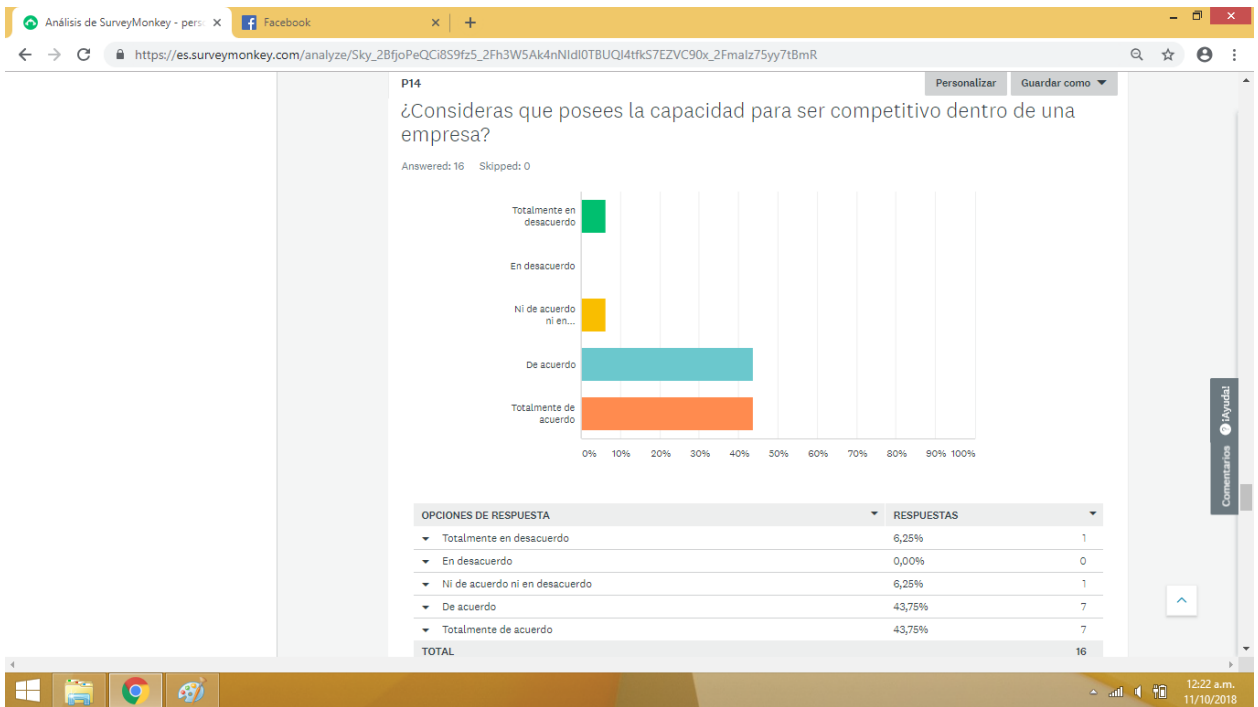 Análisis de SurveyMonkey - pers
Facebook
https://es.surveymonkey.com/analyze/Sky_2BfjoPeQCi8S9fz5_2Fh3W5Ak4nNIdI0TBUQI4tfkS7EZVC90x_2Fmalz75yy7tBmR
P14
Personalizar
Guardar como
¿Consideras que posees la capacidad para ser competitivo dentro de una
empresa?
Answered: 16 Skipped: 0
Totalmente en
desacuerdo
En desacuerdo
Ni de acuerdo
ni en...
De acuerdo
Totalmente de
acuerdo
0% 10% 20% 30% 40% 50% 60% 70% 80% 90% 100%
OPCIONES DE RESPUESTA RESPUESTAS
Totalmente en desacuerdo 6,25% 1
En desacuerdo 0,00% 0
Ni de acuerdo ni en desacuerdo 6,25% 1
De acuerdo 43,75% 7
Totalmente de acuerdo 43,75% 7
TOTAL 16
Comentarios ? ¡Ayuda!
12:22 a.m.
11/10/2018